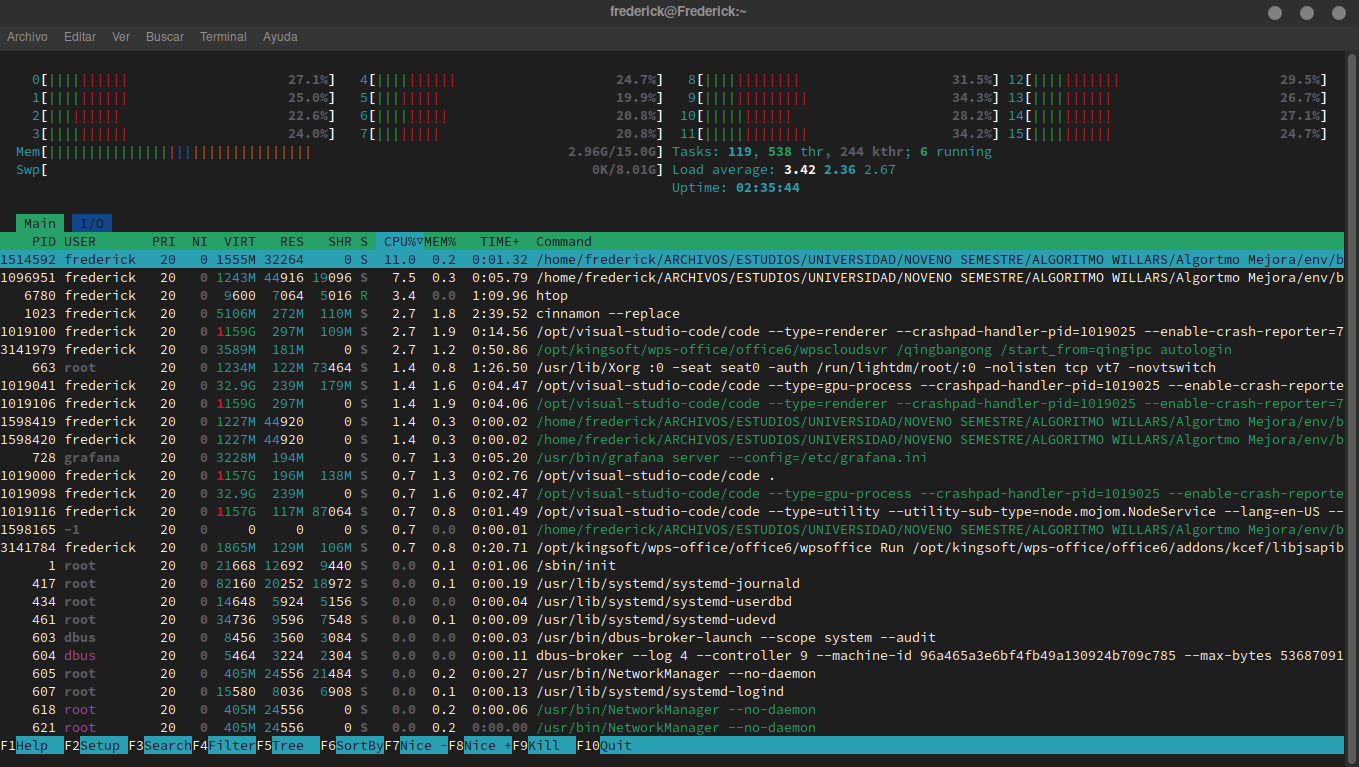 frederick@Frederick:~
Archivo Editar Ver Buscar Terminal Ayuda
0[ 27.1%] 4[ 24.7%] 8[ 31.5%] 12[ 29.5%]
1[ 25.0%] 5[ 19.9%] 9[ 34.3%] 13[ 26.7%]
2[ 22.6%] 6[ 20.8%] 10[ 28.2%] 14[ 27.1%]
3[ 24.0%] 7[ 20.8%] 11[ 34.2%] 15[ 24.7%]
Mem[ 2.96G/15.0G] Tasks: 119, 538 thr, 244 kthr; 6 running
Swp[ 0K/8.01G] Load average: 3.42 2.36 2.67
Uptime: 02:35:44
Main I/O
PID USER PRI NI VIRT RES SHR S CPU%▽MEM% TIME+ Command
1514592 frederick 20 0 1555M 32264 0 S 11.0 0.2 0:01.32 /home/frederick/ARCHIVOS/ESTUDIOS/UNIVERSIDAD/NOVENO SEMESTRE/ALGORITMO WILLARS/Algortmo Mejora/env/b
1096951 frederick 20 0 1243M 44916 19096 S 7.5 0.3 0:05.79 /home/frederick/ARCHIVOS/ESTUDIOS/UNIVERSIDAD/NOVENO SEMESTRE/ALGORITMO WILLARS/Algortmo Mejora/env/b
6780 frederick 20 0 9600 7064 5016 R 3.4 0.0 1:09.96 htop
1023 frederick 20 0 5106M 272M 110M S 2.7 1.8 2:39.52 cinnamon --replace
1019100 frederick 20 0 1159G 297M 109M S 2.7 1.9 0:14.56 /opt/visual-studio-code/code --type=renderer --crashpad-handler-pid=1019025 --enable-crash-reporter=7
3141979 frederick 20 0 3589M 181M 0 S 2.7 1.2 0:50.86 /opt/kingsoft/wps-office/office6/wpscloudsvr /qingbangong /start_from=qingipc autologin
663 root 20 0 1234M 122M 73464 S 1.4 0.8 1:26.50 /usr/lib/Xorg :0 -seat seat0 -auth /run/lightdm/root/:0 -nolisten tcp vt7 -novtswitch
1019041 frederick 20 0 32.9G 239M 179M S 1.4 1.6 0:04.47 /opt/visual-studio-code/code --type=gpu-process --crashpad-handler-pid=1019025 --enable-crash-reporte
1019106 frederick 20 0 1159G 297M 0 S 1.4 1.9 0:04.06 /opt/visual-studio-code/code --type=renderer --crashpad-handler-pid=1019025 --enable-crash-reporter=7
1598419 frederick 20 0 1227M 44920 0 S 1.4 0.3 0:00.02 /home/frederick/ARCHIVOS/ESTUDIOS/UNIVERSIDAD/NOVENO SEMESTRE/ALGORITMO WILLARS/Algortmo Mejora/env/b
1598420 frederick 20 0 1227M 44920 0 S 1.4 0.3 0:00.02 /home/frederick/ARCHIVOS/ESTUDIOS/UNIVERSIDAD/NOVENO SEMESTRE/ALGORITMO WILLARS/Algortmo Mejora/env/b
728 grafana 20 0 3228M 194M 0 S 0.7 1.3 0:05.20 /usr/bin/grafana server --config=/etc/grafana.ini
1019000 frederick 20 0 1157G 196M 138M S 0.7 1.3 0:02.76 /opt/visual-studio-code/code .
1019098 frederick 20 0 32.9G 239M 0 S 0.7 1.6 0:02.47 /opt/visual-studio-code/code --type=gpu-process --crashpad-handler-pid=1019025 --enable-crash-reporte
1019116 frederick 20 0 1157G 117M 87064 S 0.7 0.8 0:01.49 /opt/visual-studio-code/code --type=utility --utility-sub-type=node.mojom.NodeService --lang=en-US --
1598165 -1 20 0 0 0 0 S 0.7 0.0 0:00.01 /home/frederick/ARCHIVOS/ESTUDIOS/UNIVERSIDAD/NOVENO SEMESTRE/ALGORITMO WILLARS/Algortmo Mejora/env/b
3141784 frederick 20 0 1865M 129M 106M S 0.7 0.8 0:20.71 /opt/kingsoft/wps-office/office6/wpsoffice Run /opt/kingsoft/wps-office/office6/addons/kcef/libjsapib
1 root 20 0 21668 12692 9440 S 0.0 0.1 0:01.06 /sbin/init
417 root 20 0 82160 20252 18972 S 0.0 0.1 0:00.19 /usr/lib/systemd/systemd-journald
434 root 20 0 14648 5924 5156 S 0.0 0.0 0:00.04 /usr/lib/systemd/systemd-userdbd
461 root 20 0 34736 9596 7548 S 0.0 0.1 0:00.09 /usr/lib/systemd/systemd-udevd
603 dbus 20 0 8456 3560 3084 S 0.0 0.0 0:00.03 /usr/bin/dbus-broker-launch --scope system --audit
604 dbus 20 0 5464 3224 2304 S 0.0 0.0 0:00.11 dbus-broker --log 4 --controller 9 --machine-id 96a465a3e6bf4fb49a130924b709c785 --max-bytes 53687091
605 root 20 0 405M 24556 21484 S 0.0 0.2 0:00.27 /usr/bin/NetworkManager --no-daemon
607 root 20 0 15580 8036 6908 S 0.0 0.1 0:00.13 /usr/lib/systemd/systemd-logind
618 root 20 0 405M 24556 0 S 0.0 0.2 0:00.06 /usr/bin/NetworkManager --no-daemon
621 root 20 0 405M 24556 0 S 0.0 0.2 0:00.00 /usr/bin/NetworkManager --no-daemon
F1Help F2Setup F3SearchF4FilterF5Tree F6SortByF7Nice -F8Nice +F9Kill F10Quit